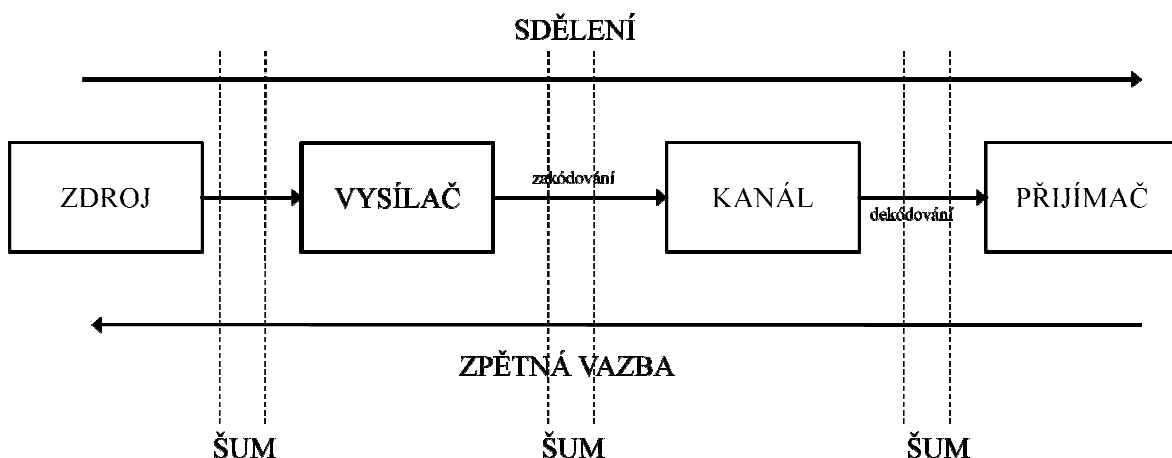 SDĚLENÍ
ZDROJ
VYSÍLAČ
zakódování
KANÁL
dekódování
PŘIJÍMAČ
ZPĚTNÁ VAZBA
ŠUM
ŠUM
ŠUM